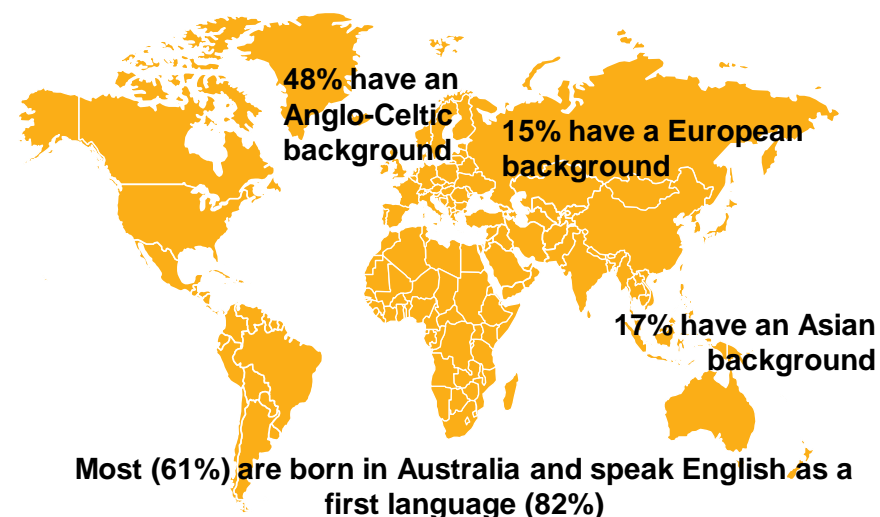 48% have an
Anglo-Celtic
background
15% have a European
background
17% have an Asian
background
Most (61%) are born in Australia and speak English as a
first language (82%)